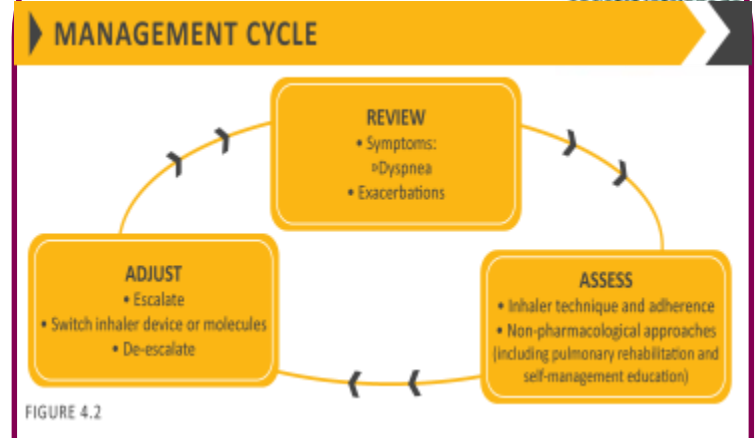 MANAGEMENT CYCLE
REVIEW
• Symptoms:
»Dyspnea
• Exacerbations
ADJUST
• Escalate
• Switch inhaler device or molecules
• De-escalate
ASSESS
• Inhaler technique and adherence
• Non-pharmacological approaches
(including pulmonary rehabilitation and
self-management education)
FIGURE 4.2